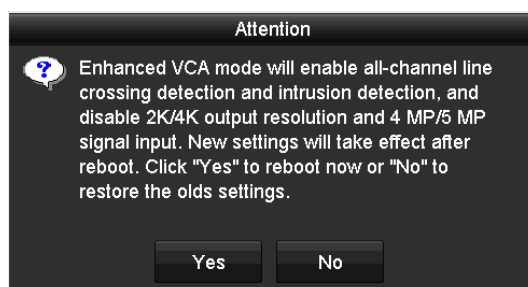 Attention
?
Enhanced VCA mode will enable all-channel line
crossing detection and intrusion detection, and
disable 2K/4K output resolution and 4 MP/5 MP
signal input. New settings will take effect after
reboot. Click "Yes" to reboot now or "No" to
restore the olds settings.
Yes No